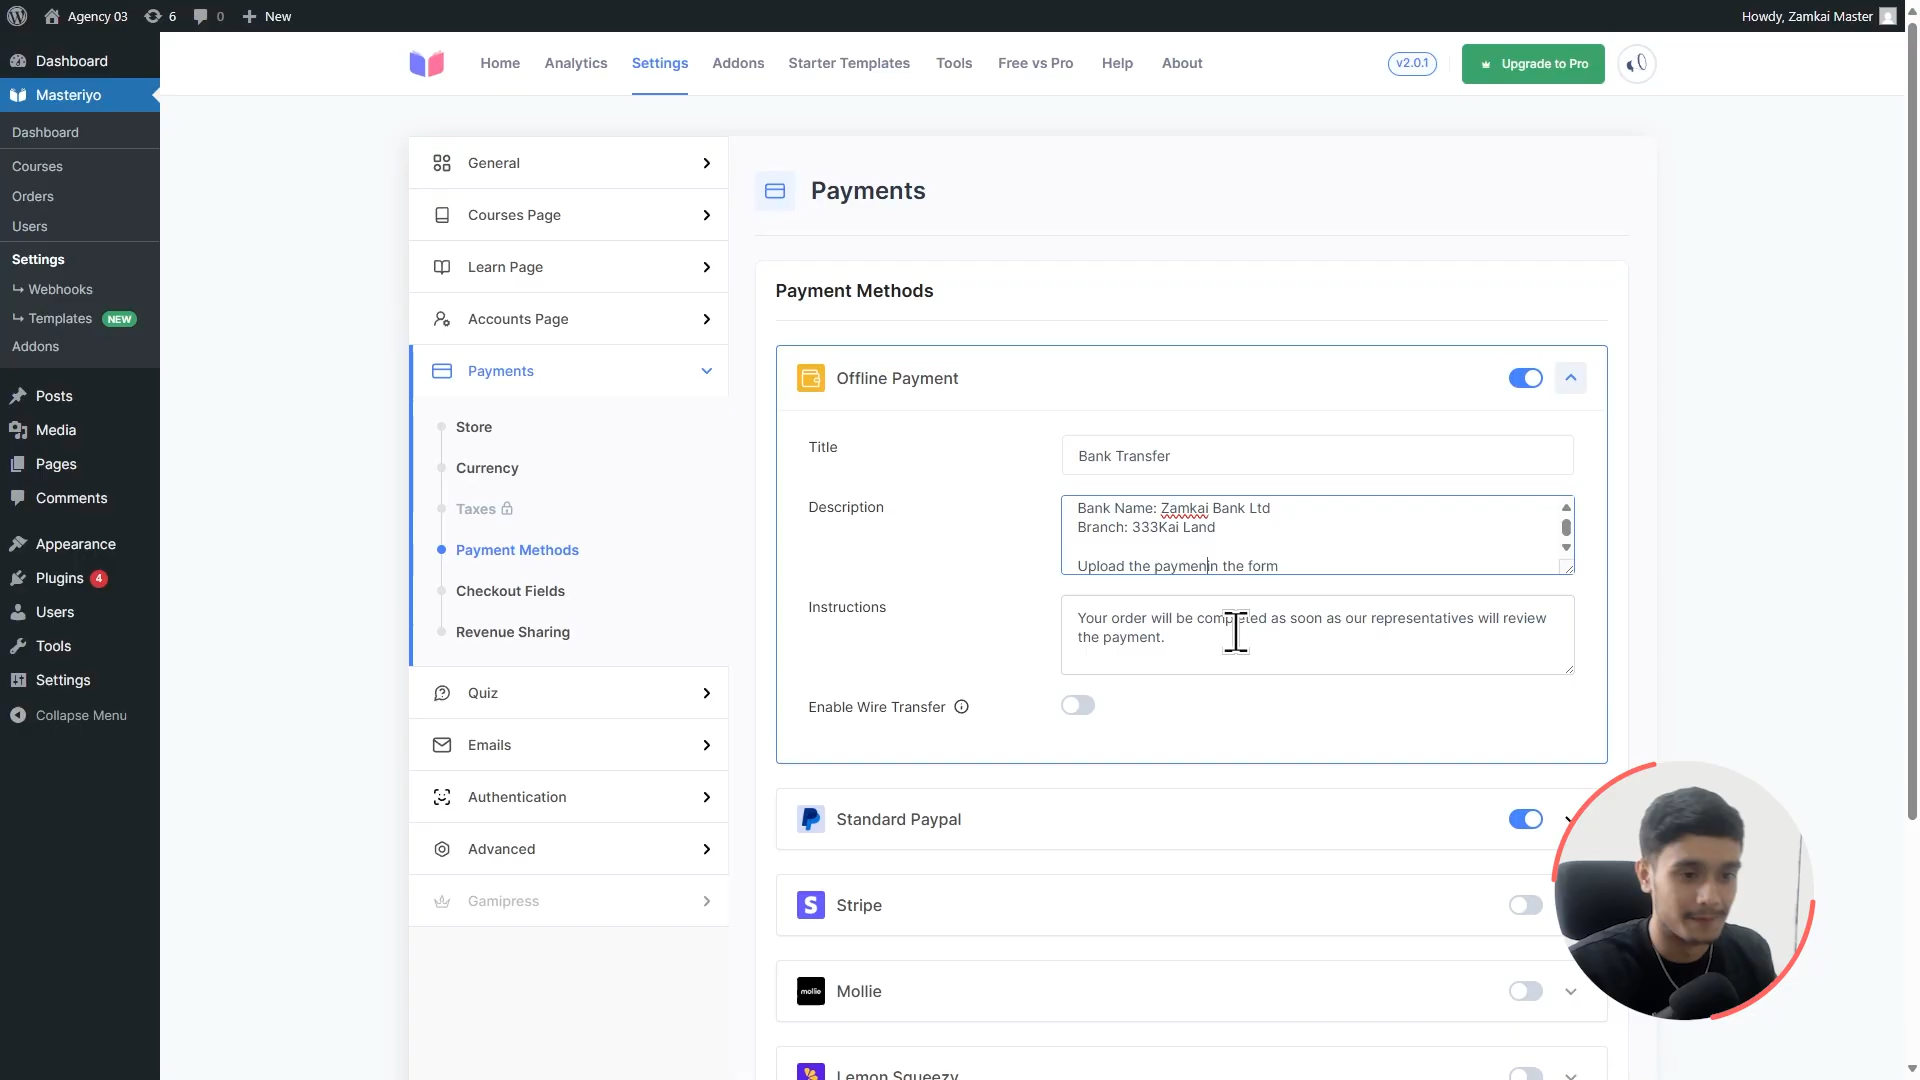 Agency 03
6
0
New
Howdy, Zamkai Master
Dashboard
Masteriyo
Dashboard
Courses
Orders
Users
Settings
↳ Webhooks
↳ Templates NEW
Addons
Posts
Media
Pages
Comments
Appearance
Plugins 4
Users
Tools
Settings
Collapse Menu
Home
Analytics
Settings
Addons
Starter Templates
Tools
Free vs Pro
Help
About
v2.0.1
Upgrade to Pro
General
Courses Page
Learn Page
Accounts Page
Payments
Store
Currency
Taxes
Payment Methods
Checkout Fields
Revenue Sharing
Quiz
Emails
Authentication
Advanced
Gamipress
Payments
Payment Methods
Offline Payment
Title
Bank Transfer
Description
Bank Name: Zamkai Bank Ltd
Branch: 333Kai Land
Upload the paymenin the form
Instructions
Your order will be completed as soon as our representatives will review
the payment.
Enable Wire Transfer
Standard Paypal
S Stripe
mollie Mollie
Lemon Squeezy